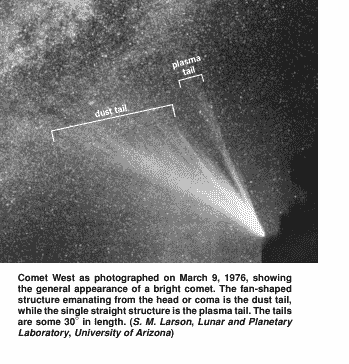 plasma
tail
dust tail
Comet West as photographed on March 9, 1976, showing
the general appearance of a bright comet. The fan-shaped
structure emanating from the head or coma is the dust tail,
while the single straight structure is the plasma tail. The tails
are some 30° in length. (S. M. Larson, Lunar and Planetary
Laboratory, University of Arizona)